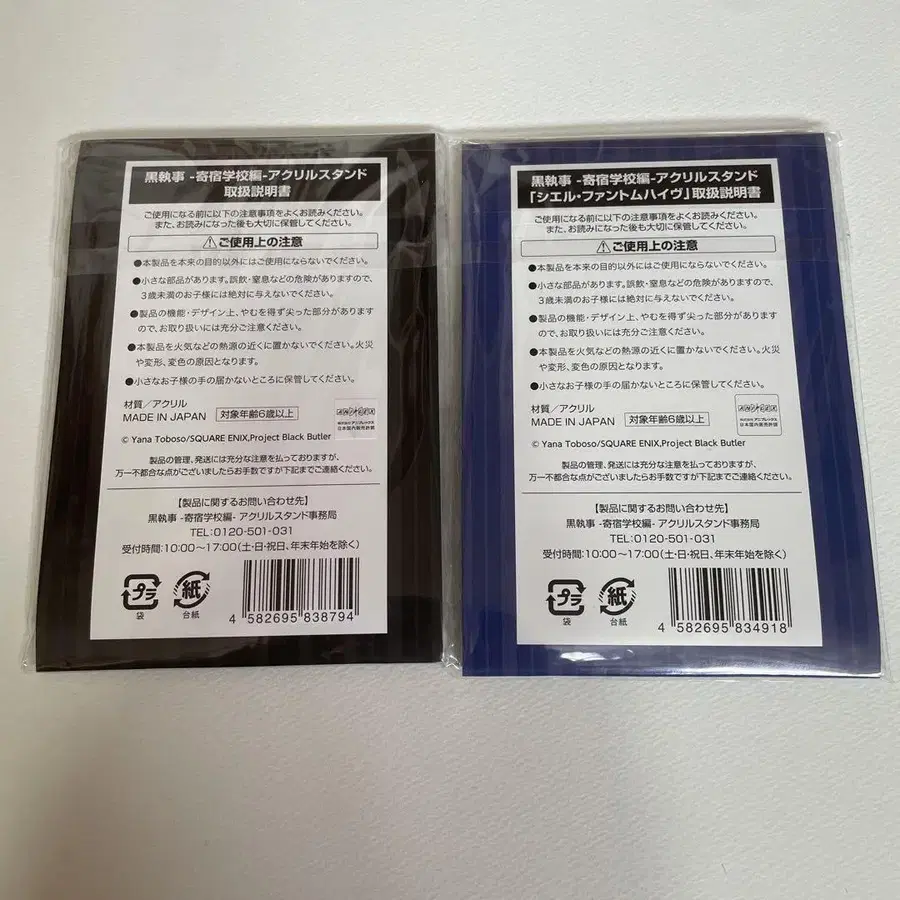 黒執事 -寄宿学校編-アクリルスタンド
取扱説明書
ご使用になる前に以下の注意事項をよくお読みください。
また、お読みになった後も大切に保管してください。
ご使用上の注意
●本製品を本来の目的以外にはご使用にならないでください。
●小さな部品があります。誤飲・窒息などの危険がありますので、
3歳未満のお子様には絶対に与えないでください。
●製品の機能・デザイン上、やむを得ず尖った部分があります
ので、お取り扱いには充分ご注意ください。
●本製品を火気などの熱源の近くに置かないでください。火災
や変形、変色の原因となります。
●小さなお子様の手の届かないところに保管してください。
材質/アクリル
MADE IN JAPAN
対象年齢6歳以上
ANIPLEX
株式会社 アニプレックス
日本国内販売許諾
© Yana Toboso/SQUARE ENIX,Project Black Butler
製品の管理、発送には充分な注意を払っておりますが、
万一不都合な点がございましたらお手数ですが下記までご連絡ください。
【製品に関するお問い合わせ先】
黒執事 -寄宿学校編- アクリルスタンド事務局
TEL:0120-501-031
受付時間:10:00～17:00(土・日・祝日、年末年始を除く)
プラ
袋
紙
台紙
4 582695 838794
黒執事 -寄宿学校編-アクリルスタンド
「シエル・ファントムハイヴ」取扱説明書
ご使用になる前に以下の注意事項をよくお読みください。
また、お読みになった後も大切に保管してください。
ご使用上の注意
●本製品を本来の目的以外にはご使用にならないでください。
●小さな部品があります。誤飲・窒息などの危険がありますので、
3歳未満のお子様には絶対に与えないでください。
●製品の機能・デザイン上、やむを得ず尖った部分があります
ので、お取り扱いには充分ご注意ください。
●本製品を火気などの熱源の近くに置かないでください。火災
や変形、変色の原因となります。
●小さなお子様の手の届かないところに保管してください。
材質/アクリル
MADE IN JAPAN
対象年齢6歳以上
ANIPLEX
株式会社 アニプレックス
日本国内販売許諾
© Yana Toboso/SQUARE ENIX,Project Black Butler
製品の管理、発送には充分な注意を払っておりますが、
万一不都合な点がございましたらお手数ですが下記までご連絡ください。
【製品に関するお問い合わせ先】
黒執事 -寄宿学校編- アクリルスタンド事務局
TEL:0120-501-031
受付時間:10:00～17:00(土・日・祝日、年末年始を除く)
プラ
袋
紙
台紙
4 582695 834918